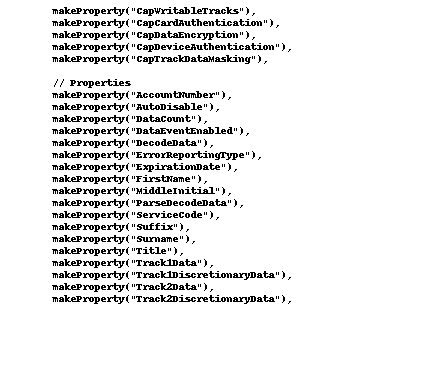 makeProperty("CapWritableTracks"),
makeProperty("CapCardAuthentication"),
makeProperty("CapDataEncryption"),
makeProperty("CapDeviceAuthentication"),
makeProperty("CapTrackDataMasking"),
// Properties
makeProperty("AccountNumber"),
makeProperty("AutoDisable"),
makeProperty("DataCount"),
makeProperty("DataEventEnabled"),
makeProperty("DecodeData"),
makeProperty("ErrorReportingType"),
makeProperty("ExpirationDate"),
makeProperty("FirstName"),
makeProperty("MiddleInitial"),
makeProperty("ParseDecodeData"),
makeProperty("ServiceCode"),
makeProperty("Suffix"),
makeProperty("Surname"),
makeProperty("Title"),
makeProperty("Track1Data"),
makeProperty("Track1DiscretionaryData"),
makeProperty("Track2Data"),
makeProperty("Track2DiscretionaryData"),